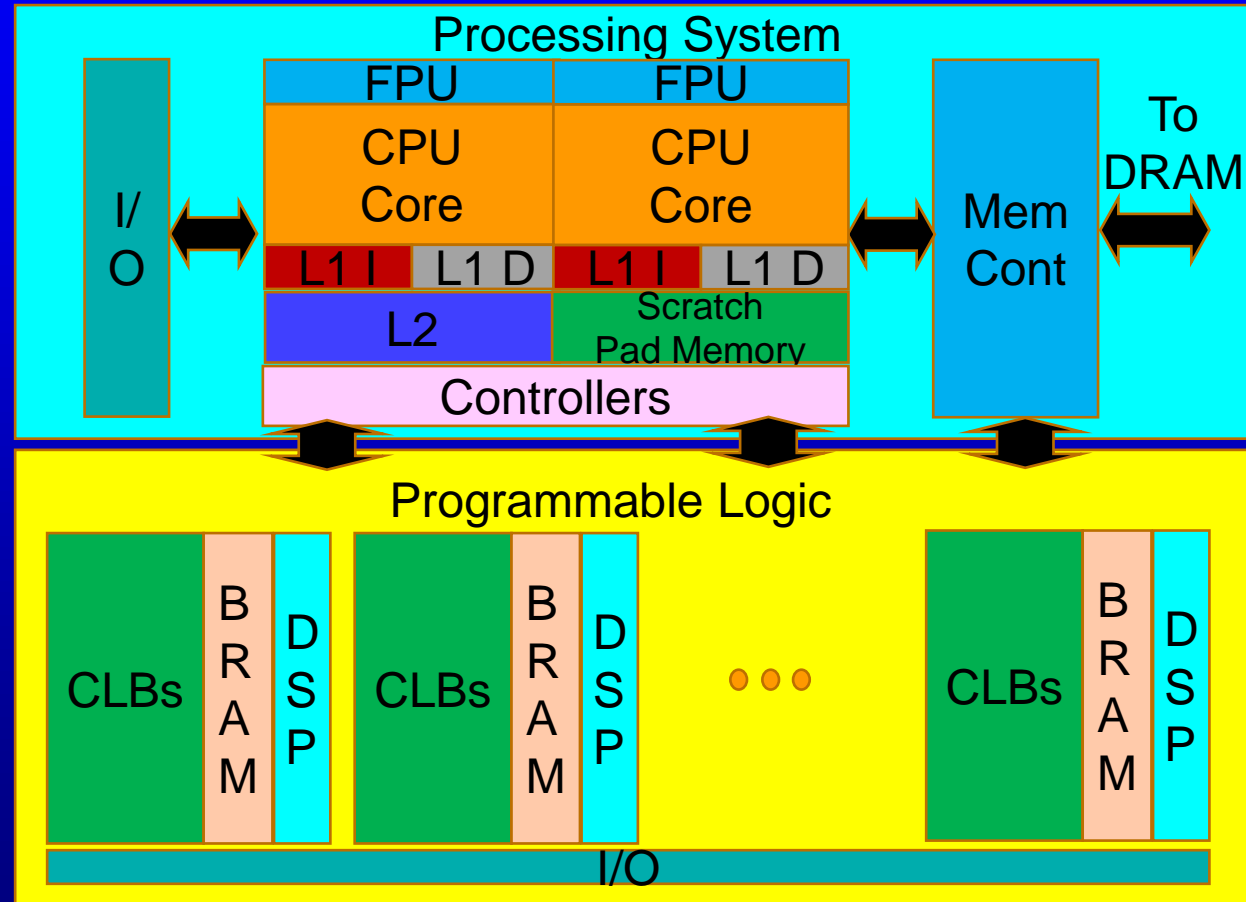 Processing System
FPU
FPU
CPU
Core
CPU
Core
To
DRAM
I/
O
Mem
Cont
L1 I
L1 D
L1 I
L1 D
L2
Scratch
Pad Memory
Controllers
Programmable Logic
CLBs
B
R
A
M
D
S
P
CLBs
B
R
A
M
D
S
P
CLBs
B
R
A
M
D
S
P
I/O